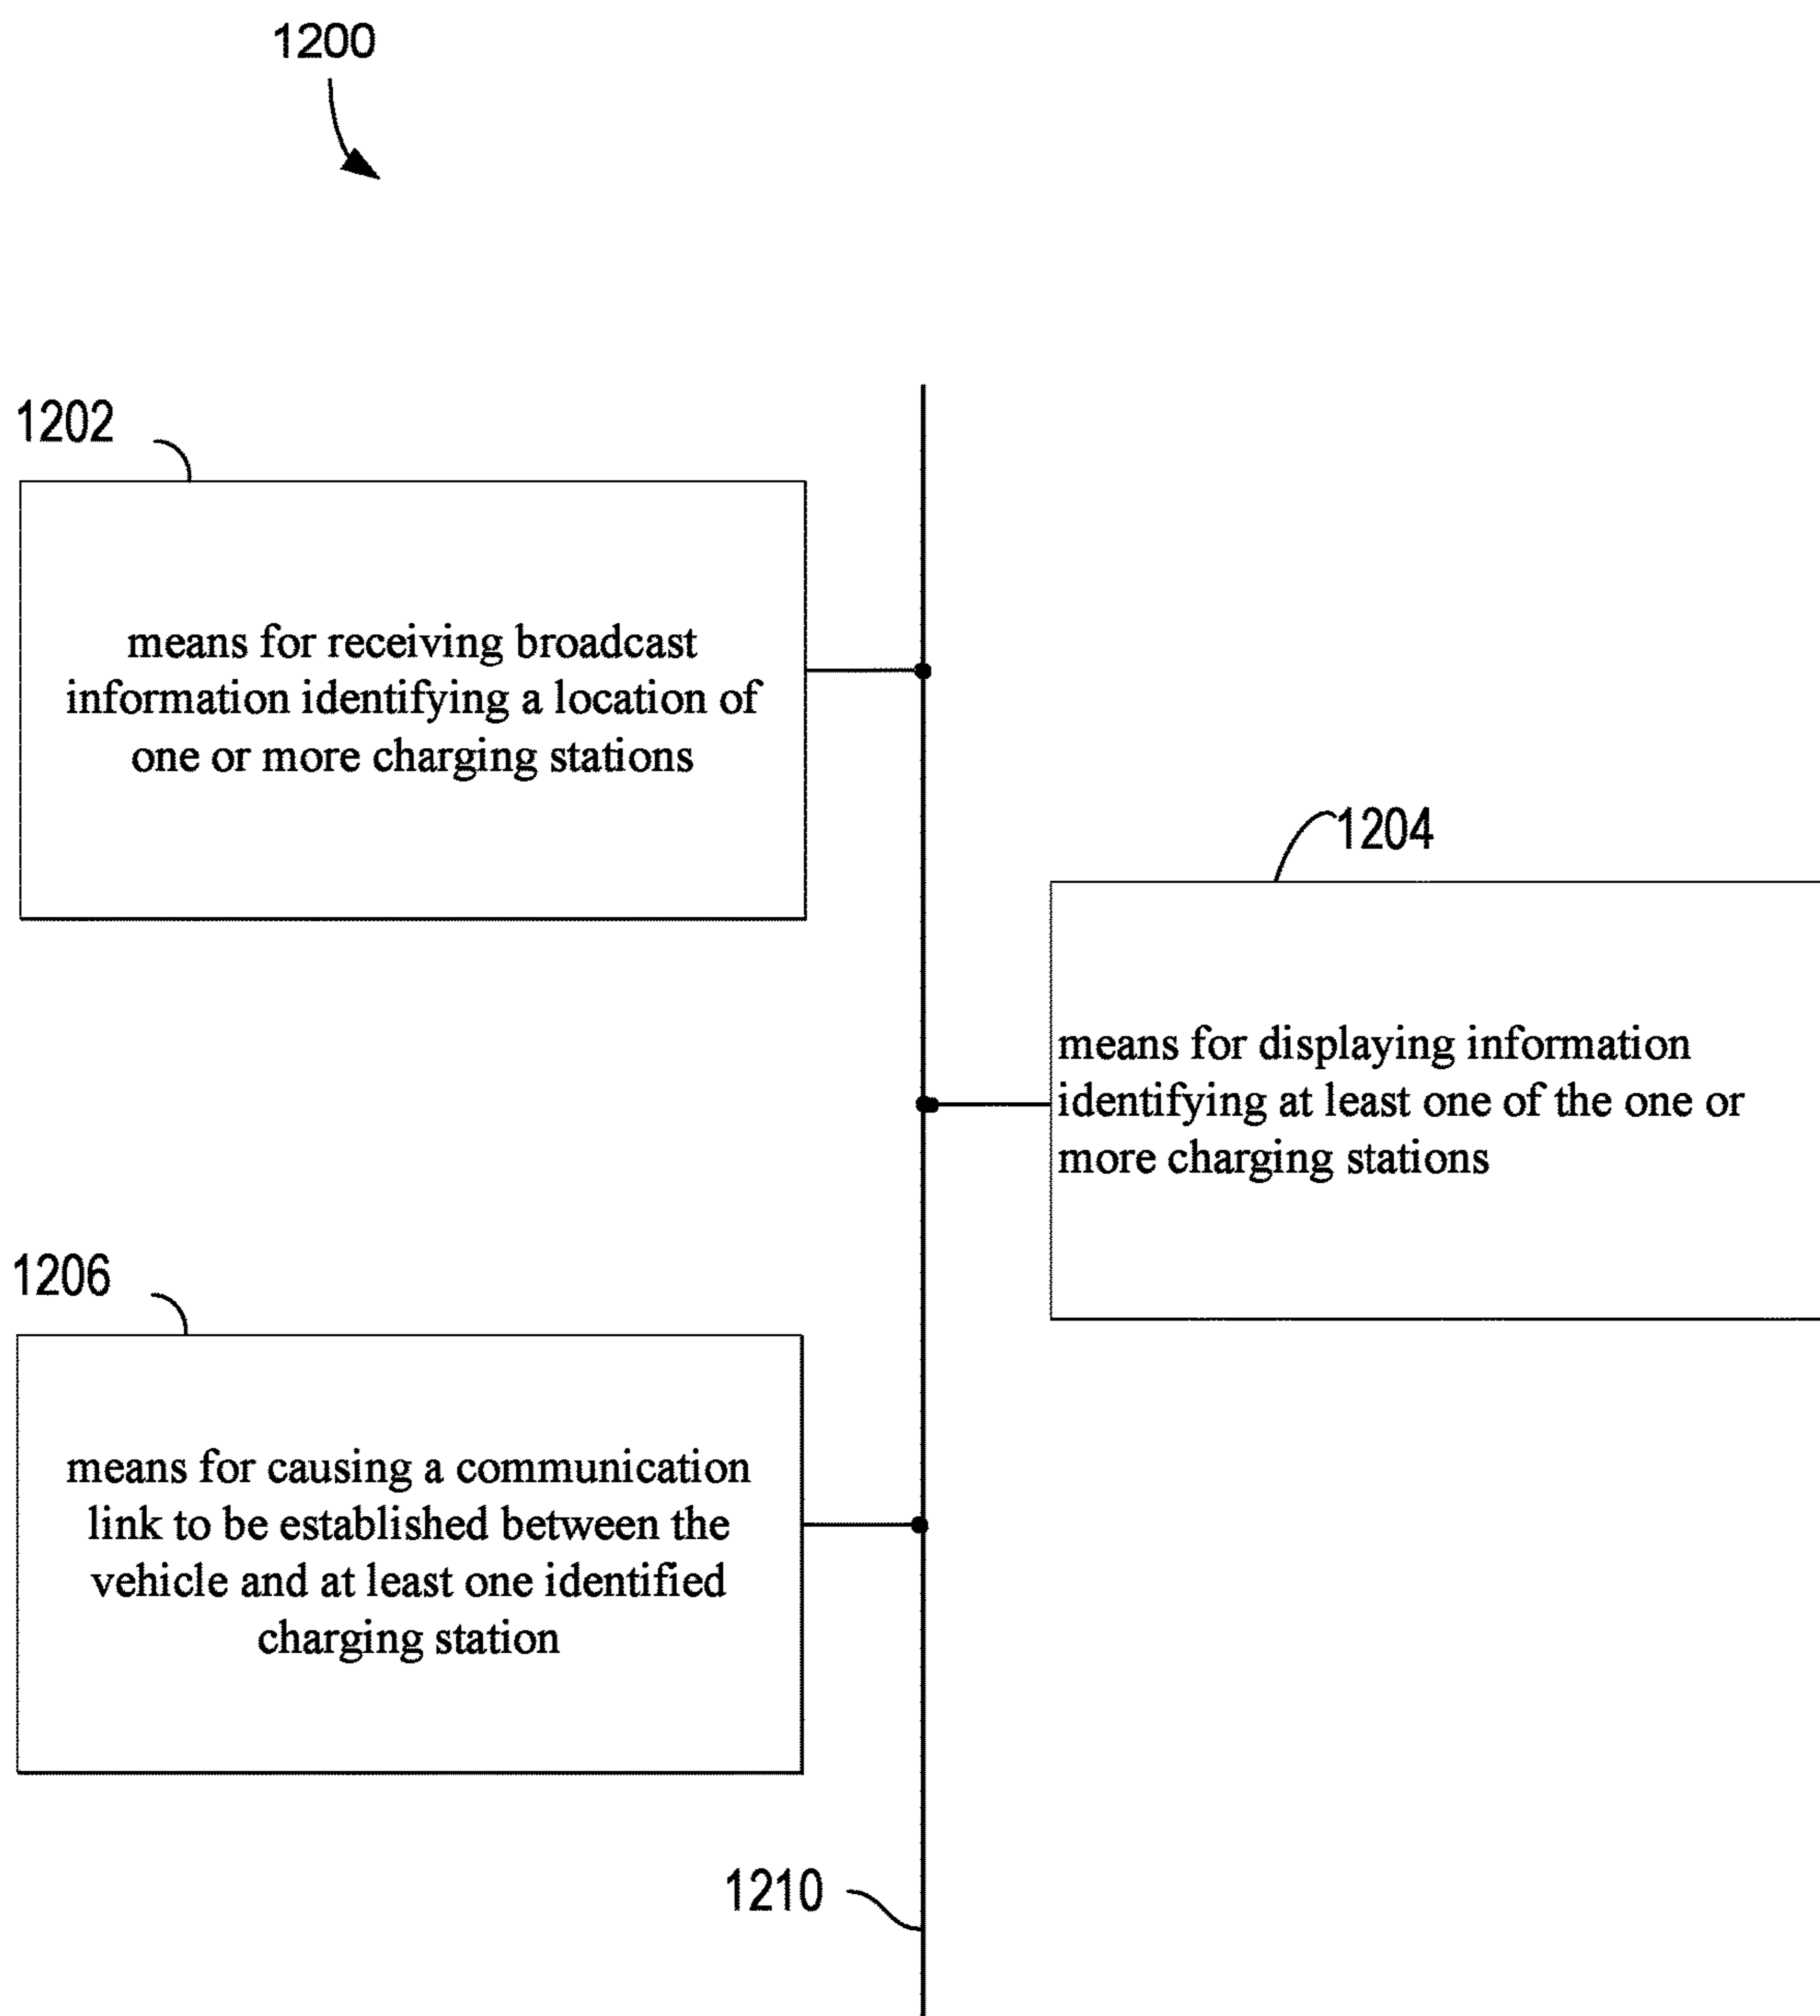 1200
1202
means for receiving broadcast
information identifying a location of
one or more charging stations
1204
means for displaying information
identifying at least one of the one or
more charging stations
1206
means for causing a communication
link to be established between the
vehicle and at least one identified
charging station
1210